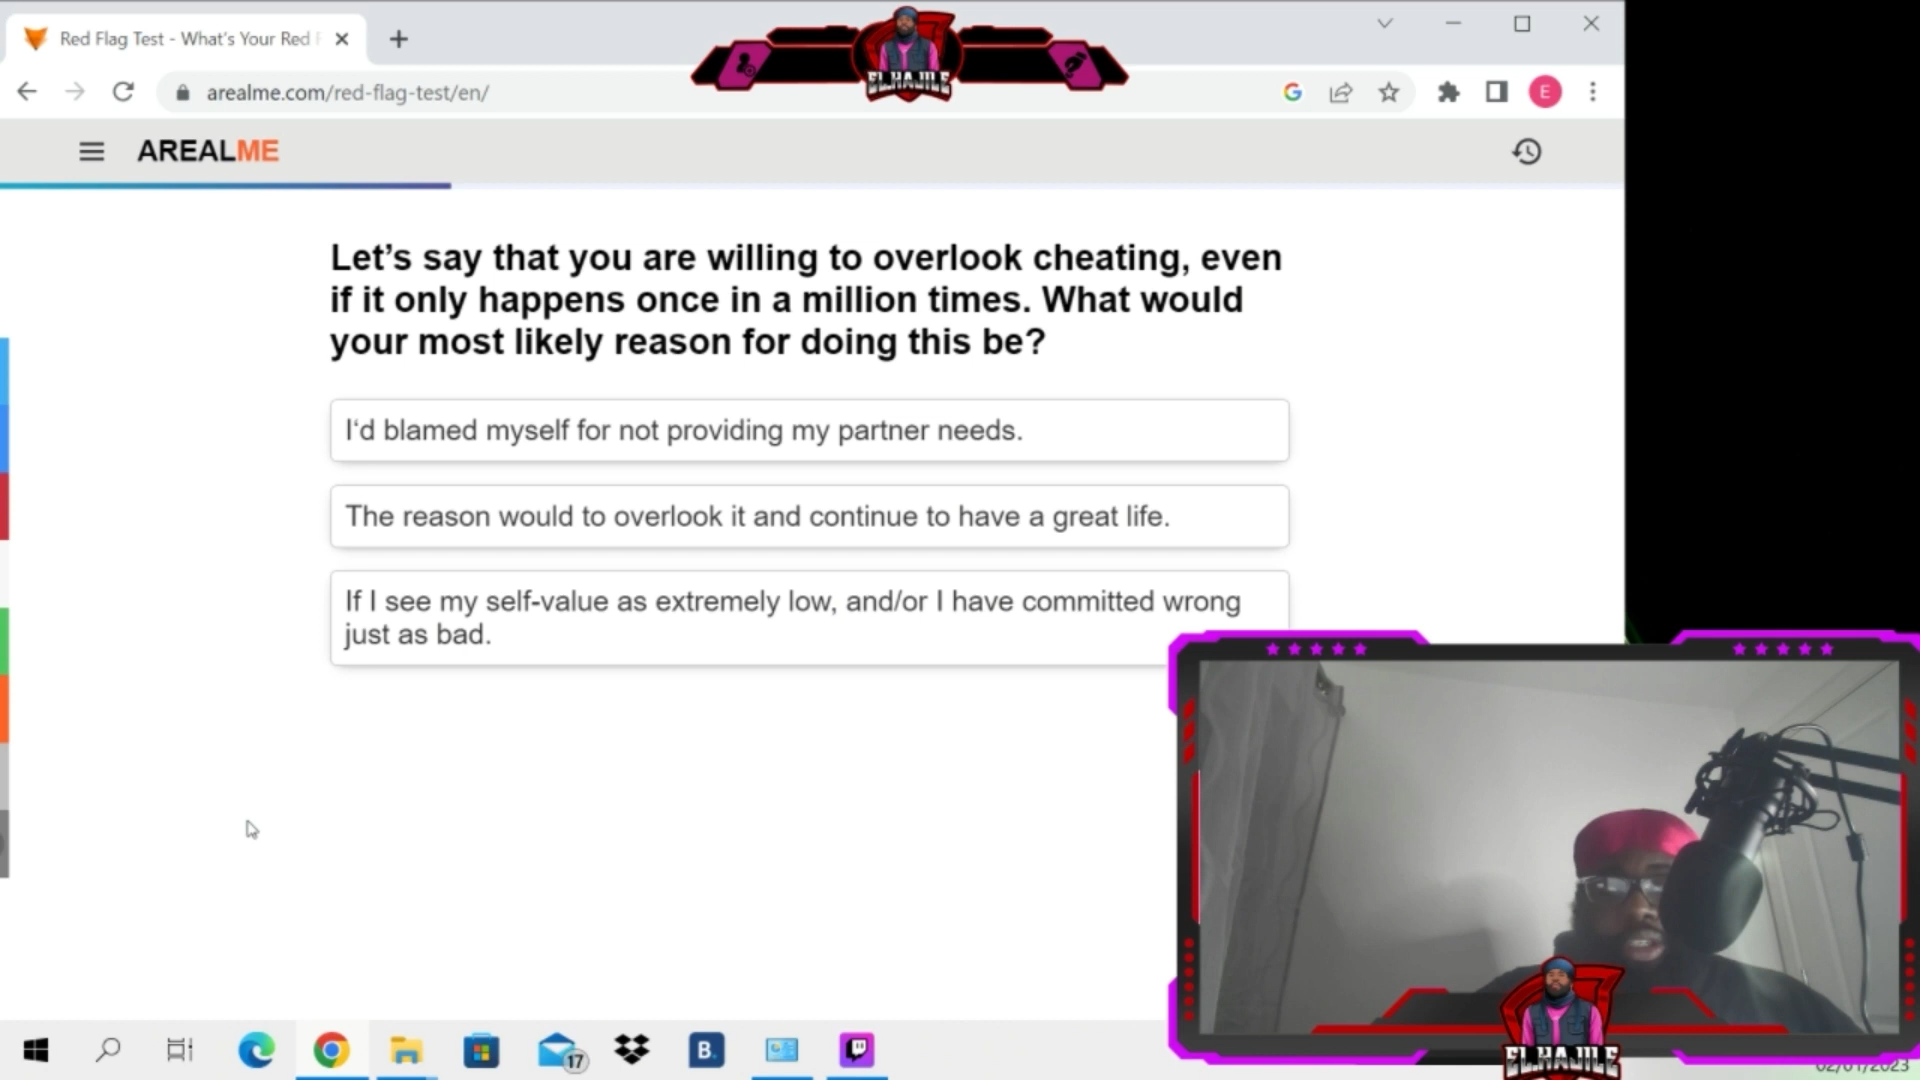 Red Flag Test - What's Your Red F
arealme.com/red-flag-test/en/
E
ELHAJILE
AREALME
Let's say that you are willing to overlook cheating, even
if it only happens once in a million times. What would
your most likely reason for doing this be?
I'd blamed myself for not providing my partner needs.
The reason would to overlook it and continue to have a great life.
If I see my self-value as extremely low, and/or I have committed wrong
just as bad.
17
B.
ELHAJILE
02/01/2023